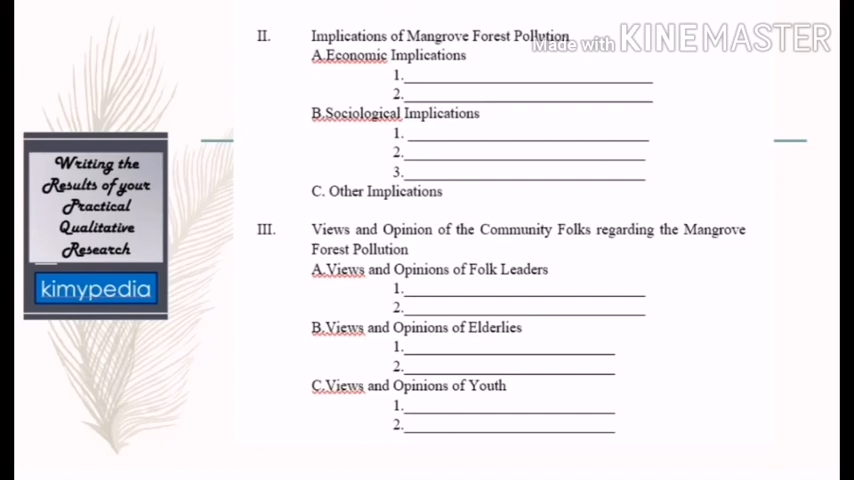 Made with KINEMASTER
Writing the
Results of your
Practical
Qualitative
Research
kimypedia
II. Implications of Mangrove Forest Pollution
A.Economic Implications
1.
2.
B.Sociological Implications
1.
2.
3.
C. Other Implications
III. Views and Opinion of the Community Folks regarding the Mangrove
Forest Pollution
A.Views and Opinions of Folk Leaders
1.
2.
B.Views and Opinions of Elderlies
1.
2.
C.Views and Opinions of Youth
1.
2.